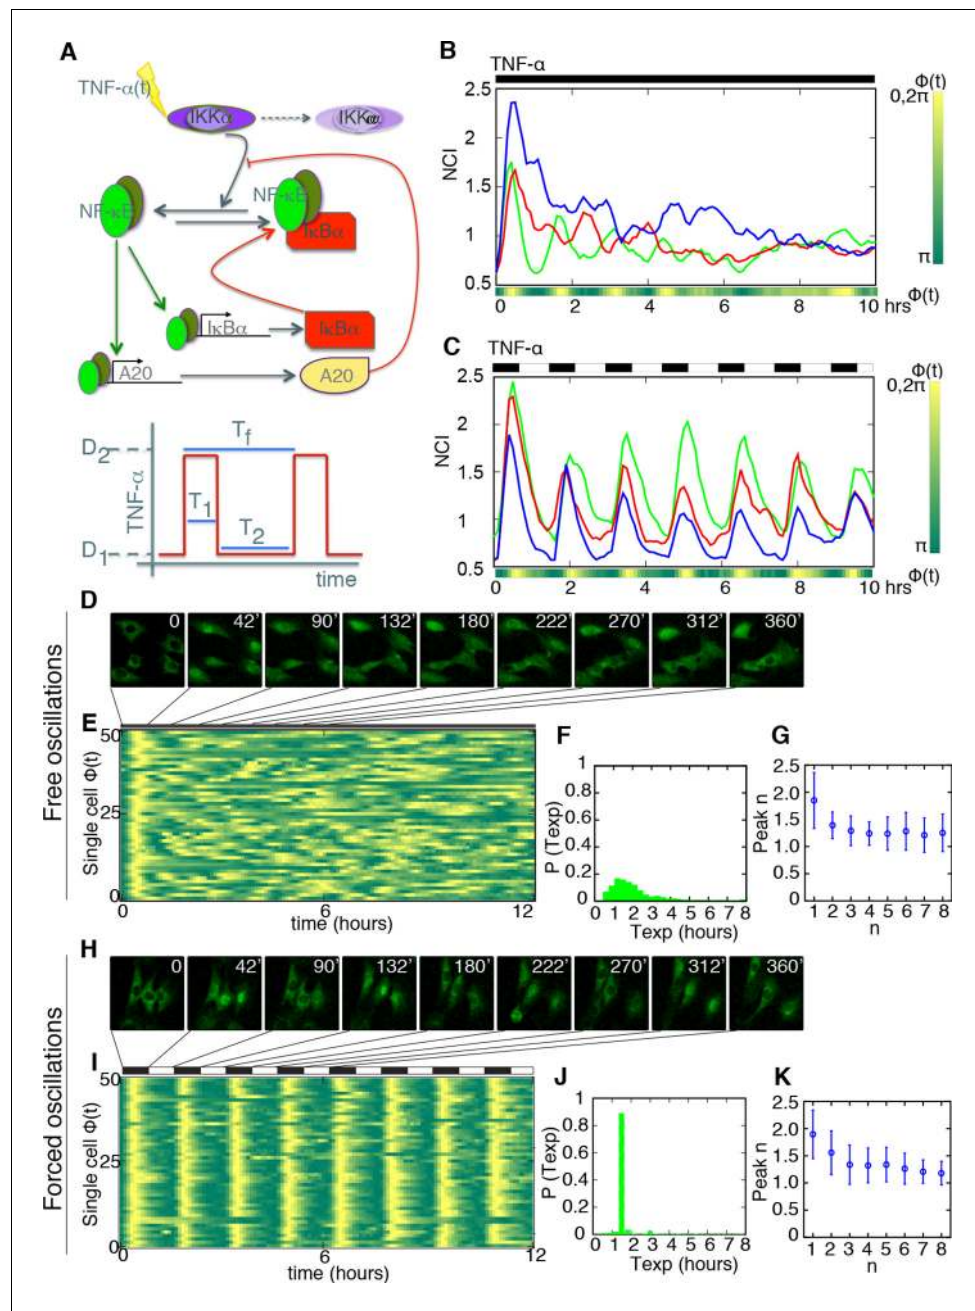 A
TNF-α(t)
IKKα
IKKα
NF-κB
NF-κB
IκBα
IκBα
IκBα
A20
A20
D2
TNF-α
Tf
T1
T2
D1
time
B
TNF-α
Φ(t)
2.5
0,2π
2
NCI
1.5
1
π
0.5
0 2 4 6 8 10
hrs
Φ(t)
C
TNF-α
Φ(t)
2.5
0,2π
2
NCI
1.5
1
π
0.5
0 2 4 6 8 10
hrs
Φ(t)
Free oscillations
D
0 42' 90' 132' 180' 222' 270' 312' 360'
E
50
Single cell Φ(t)
25
0
0 6 12
time (hours)
F
1
0.8
0.6
0.4
0.2
0
P (Texp)
0 1 2 3 4 5 6 7 8
Texp (hours)
G
2.5
2.0
1.5
1.0
0.5
0
Peak n
1 2 3 4 5 6 7 8
n
Forced oscillations
H
0 42' 90' 132' 180' 222' 270' 312' 360'
I
50
Single cell Φ(t)
25
0
0 6 12
time (hours)
J
1
0.8
0.6
0.4
0.2
0
P (Texp)
0 1 2 3 4 5 6 7 8
Texp (hours)
K
2.5
2.0
1.5
1.0
0.5
0
Peak n
1 2 3 4 5 6 7 8
n